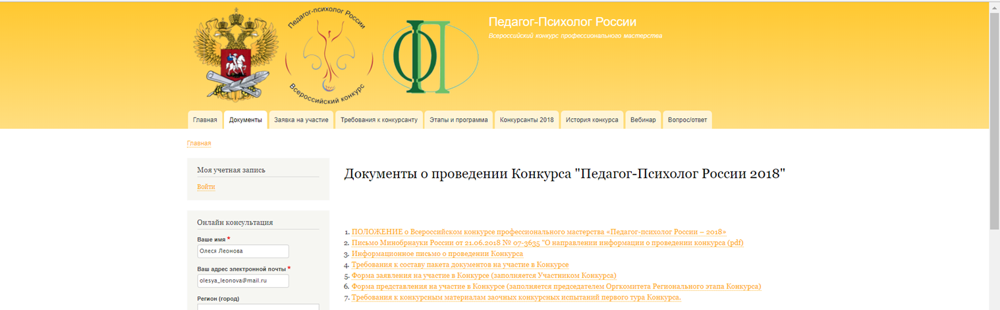 Педагог-психолог России
Всероссийский конкурс
ФП
Педагог-Психолог России
Всероссийский конкурс профессионального мастерства
Главная Документы Заявка на участие Требования к конкурсанту Этапы и программа Конкурсанты 2018 История конкурса Вебинар Вопрос/ответ
Главная
Моя учетная запись
Войти
Онлайн консультация
Ваше имя *
Олеся Леонова
Ваш адрес электронной почты *
olesya_leonova@mail.ru
Регион (город)
Документы о проведении Конкурса "Педагог-Психолог России 2018"
1. ПОЛОЖЕНИЕ о Всероссийском конкурсе профессионального мастерства «Педагог-психолог России – 2018»
2. Письмо Минобрнауки России от 21.06.2018 № 07-3635 "О направлении информации о проведении конкурса (pdf)
3. Информационное письмо о проведении Конкурса
4. Требования к составу пакета документов на участие в Конкурсе
5. Форма заявления на участие в Конкурсе (заполняется Участником Конкурса)
6. Форма представления на участие в Конкурсе (заполняется председателем Оргкомитета Регионального этапа Конкурса)
7. Требования к конкурсным материалам заочных конкурсных испытаний первого тура Конкурса.